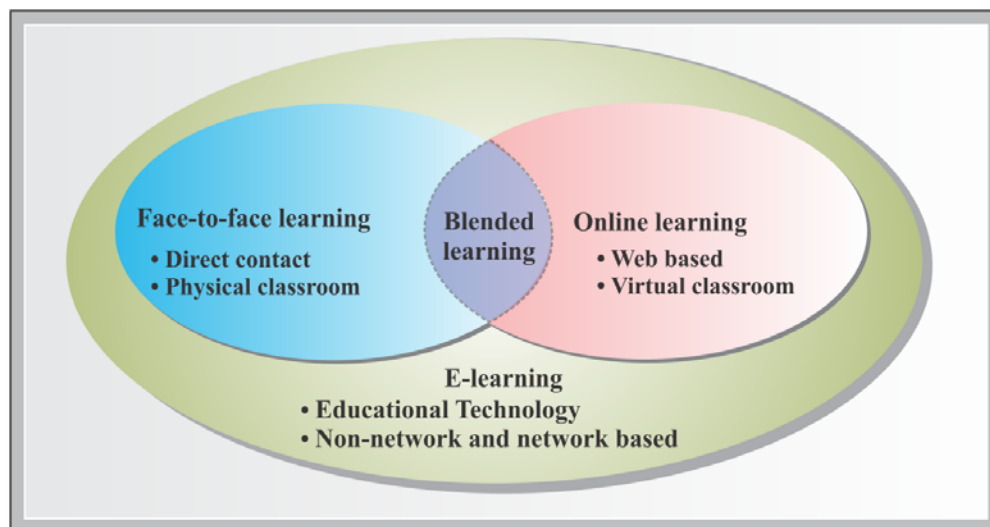 Face-to-face learning
• Direct contact
• Physical classroom
Blended
learning
Online learning
• Web based
• Virtual classroom
E-learning
• Educational Technology
• Non-network and network based